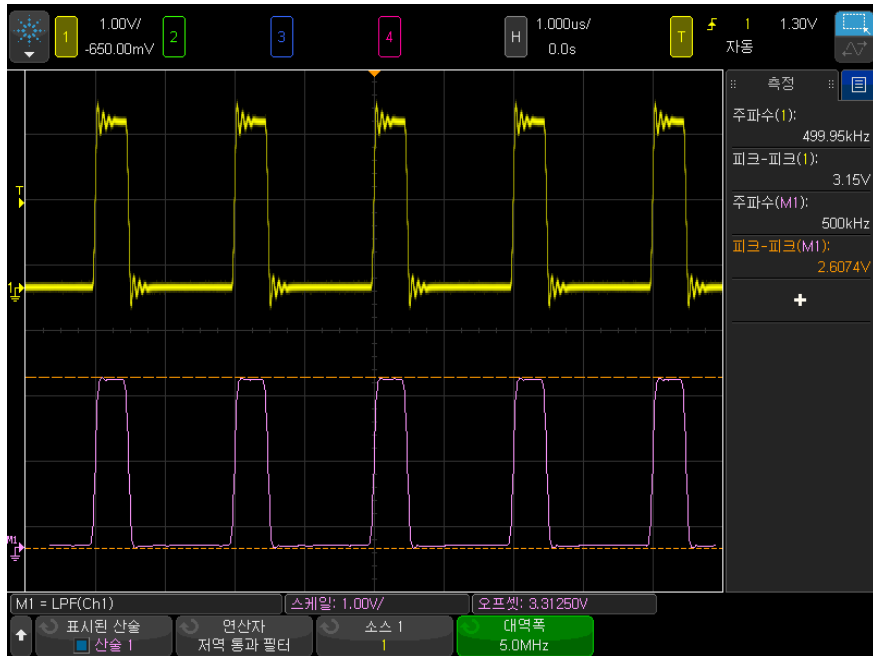 1 1.00V/ -650.00mV 2 3 4 H 1.000us/ 0.0s T 1 1.30V 자동
측정
주파수(1):
499.95kHz
피크-피크(1):
3.15V
주파수(M1):
500kHz
피크-피크(M1):
2.6074V
+
T
1
M1
M1 = LPF(Ch1) 스케일: 1.00V/ 오프셋: 3.31250V
표시된 산술 연산자 소스 1 대역폭
산술 1 저역 통과 필터 1 5.0MHz